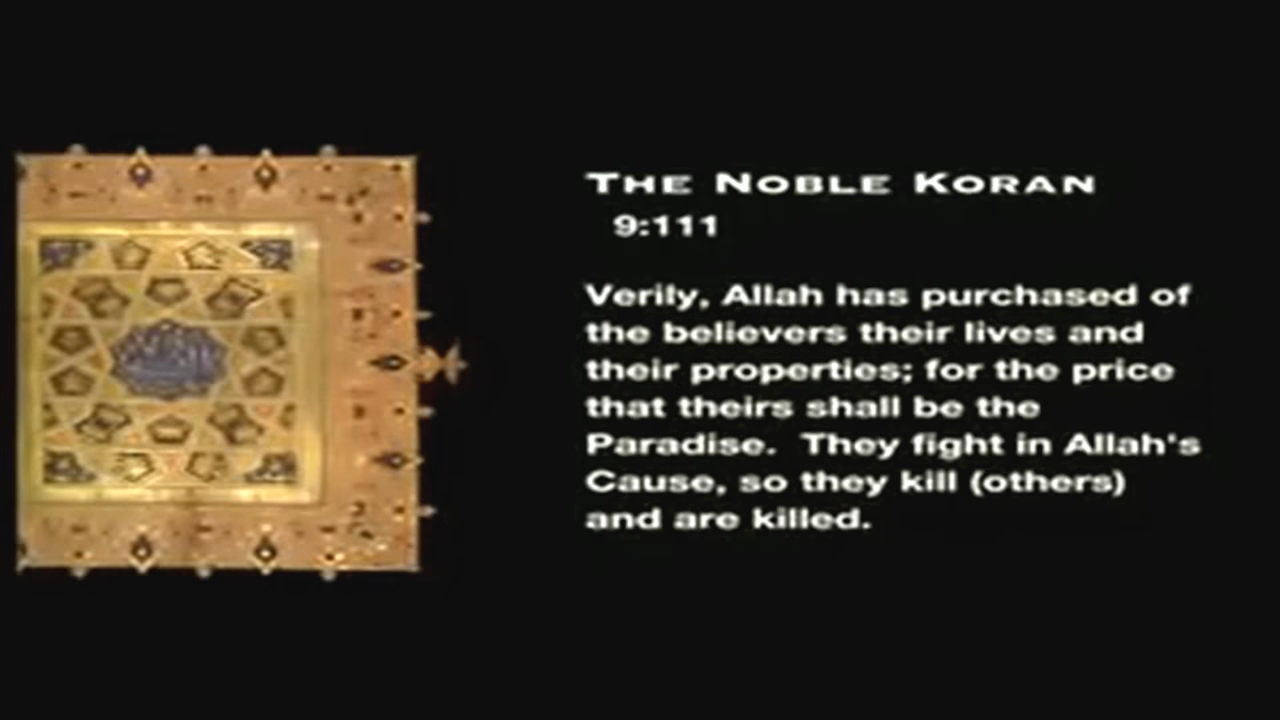 THE NOBLE KORAN
9:111
Verily, Allah has purchased of
the believers their lives and
their properties; for the price
that theirs shall be the
Paradise. They fight in Allah's
Cause, so they kill (others)
and are killed.